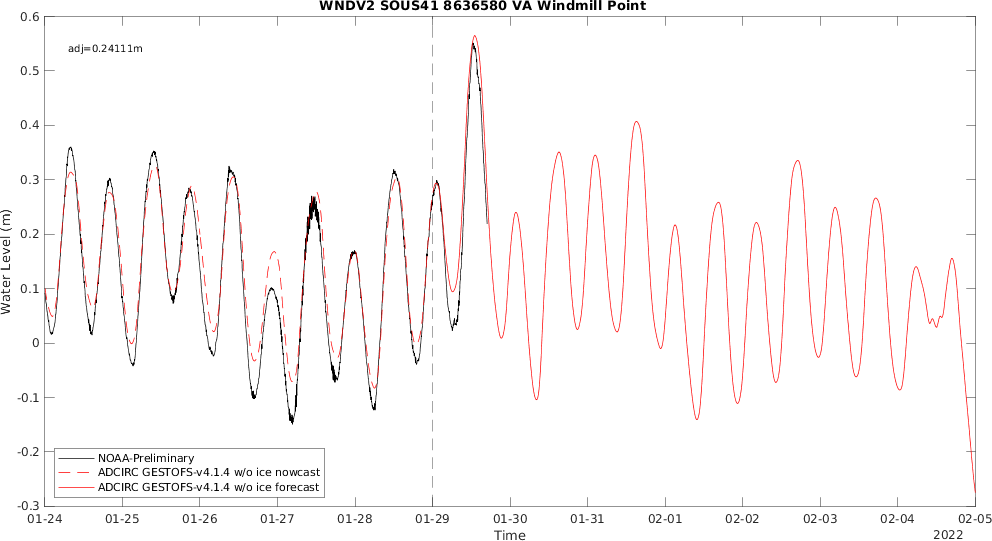 WNDV2 SOUS41 8636580 VA Windmill Point
adj=0.24111m
Water Level (m)
0.6
0.5
0.4
0.3
0.2
0.1
0
-0.1
-0.2
-0.3
NOAA-Preliminary
ADCIRC GESTOFS-v4.1.4 w/o ice nowcast
ADCIRC GESTOFS-v4.1.4 w/o ice forecast
01-24 01-25 01-26 01-27 01-28 01-29 01-30 01-31 02-01 02-02 02-03 02-04 02-05
Time
2022